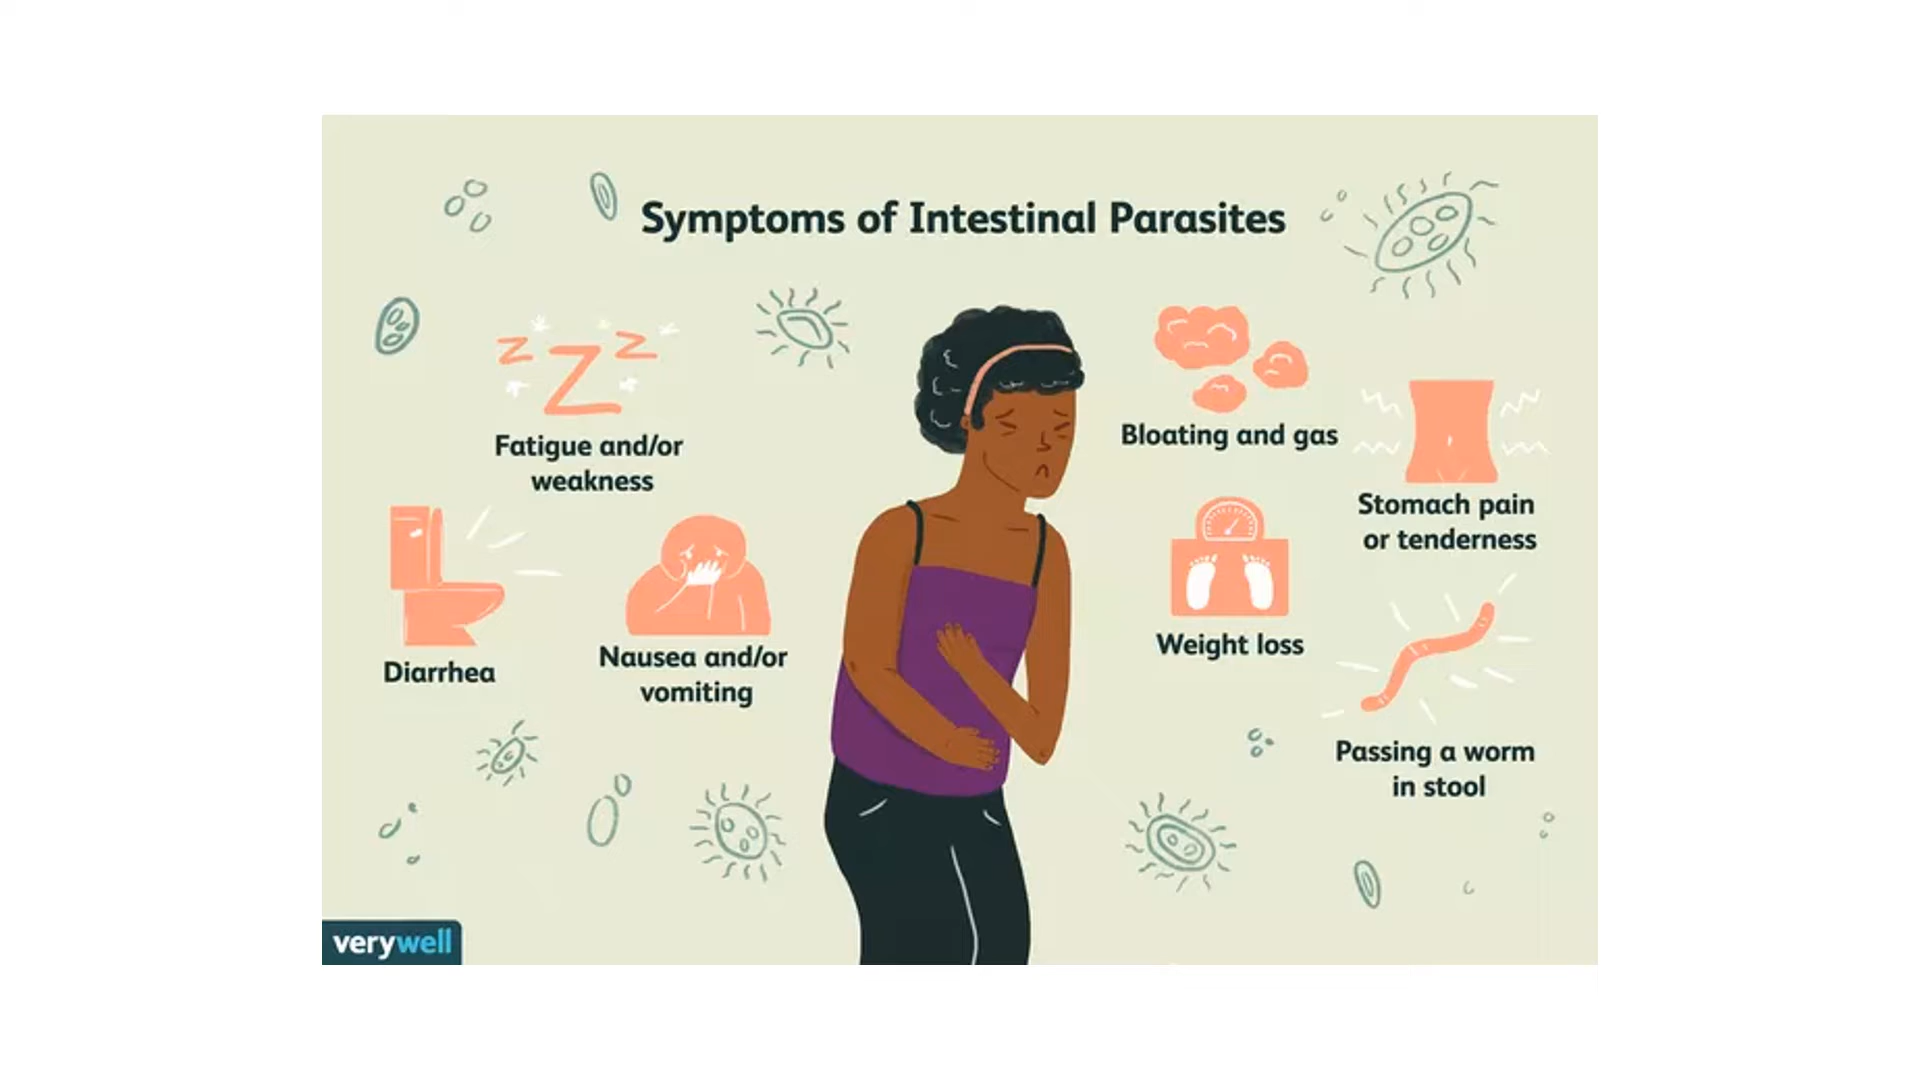 Symptoms of Intestinal Parasites
Fatigue and/or
weakness
Diarrhea
Nausea and/or
vomiting
Bloating and gas
Stomach pain
or tenderness
Weight loss
Passing a worm
in stool
verywell